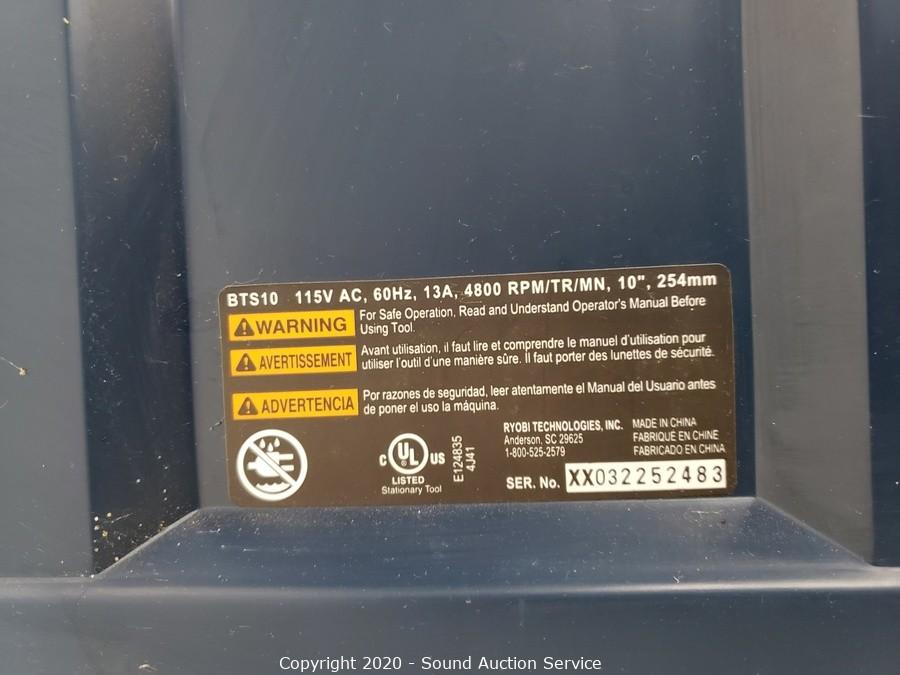 BTS10 115V AC, 60Hz, 13A, 4800 RPM/TR/MN, 10", 254mm
WARNING
For Safe Operation, Read and Understand Operator's Manual Before
Using Tool.
AVERTISSEMENT
Avant utilisation, il faut lire et comprendre le manuel d'utilisation pour
utiliser l'outil d'une manière sûre. Il faut porter des lunettes de sécurité.
ADVERTENCIA
Por razones de seguridad, leer atentamente el Manual del Usuario antes
de poner el uso la máquina.
C UL US
LISTED
Stationary Tool
E124835
4J41
RYOBI TECHNOLOGIES, INC.
Anderson, SC 29625
1-800-525-2579
MADE IN CHINA
FABRIQUÉ EN CHINE
FABRICADO EN CHINA
SER. No. XX032252483
Copyright 2020 - Sound Auction Service